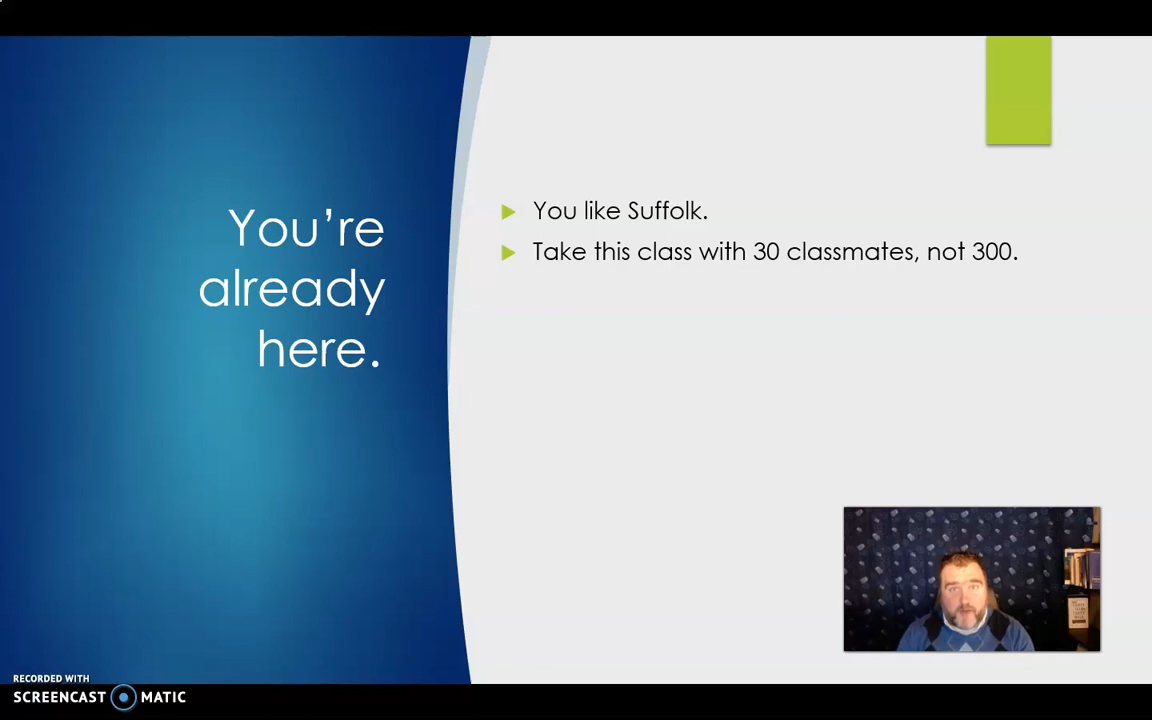 You're
already
here.
You like Suffolk.
Take this class with 30 classmates, not 300.
RECORDED WITH
SCREENCAST MATIC